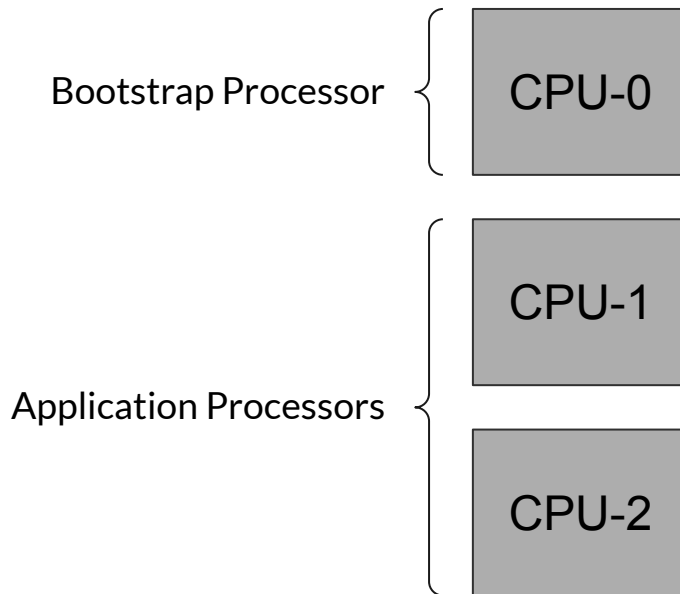 Bootstrap Processor
CPU-0
CPU-1
Application Processors
CPU-2